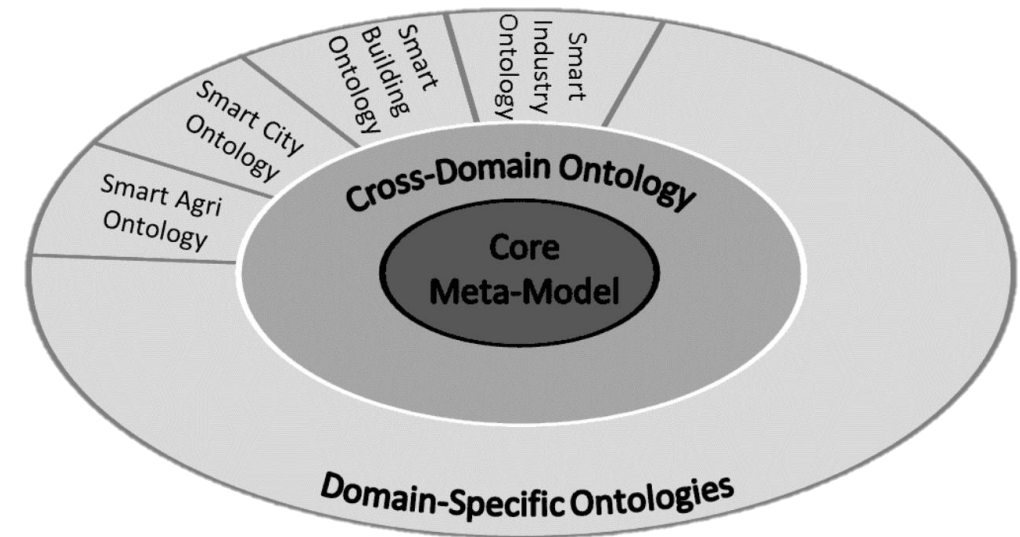 Smart
Industry
Ontology
Smart
Building
Ontology
Smart City
Ontology
Smart Agri
Ontology
Cross-Domain Ontology
Core
Meta-Model
Domain-Specific Ontologies